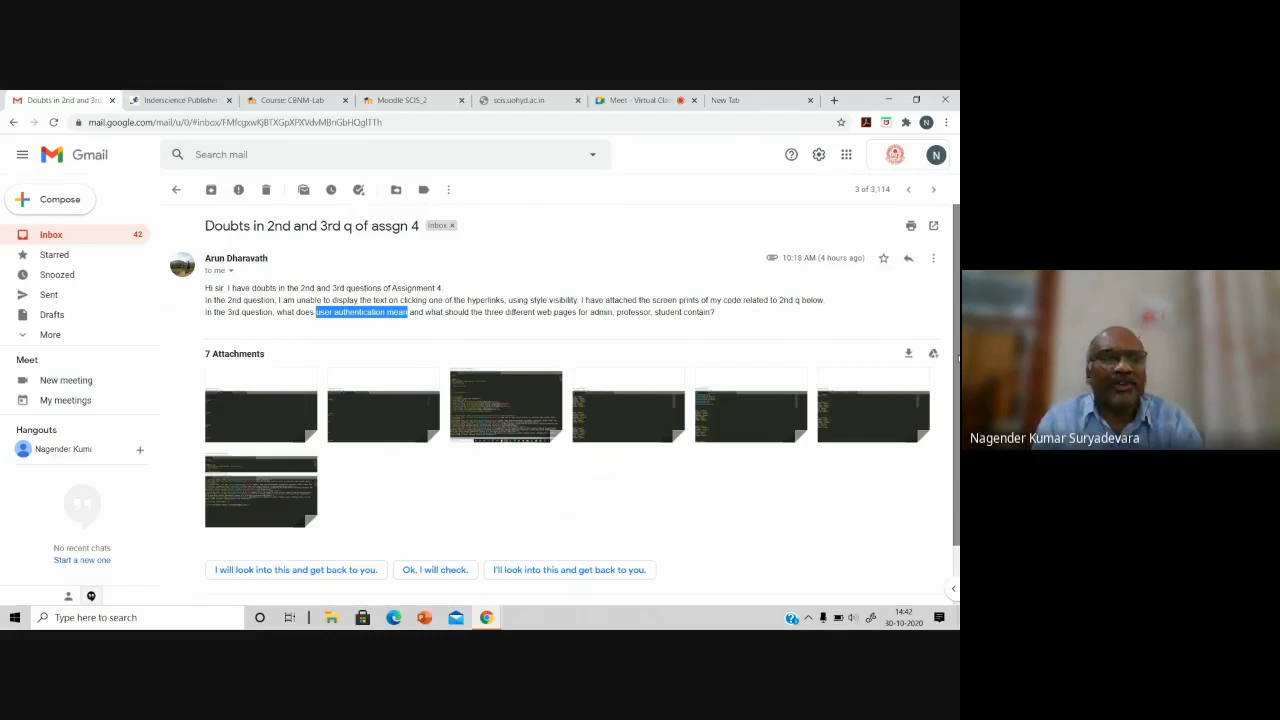 Doubts in 2nd and 3rd
Inderscience Publisher
Course: CBNM-Lab
Moodle SCIS_2
scis.uohyd.ac.in
Meet - Virtual Cla
New Tab
mail.google.com/mail/u/0/#inbox/FMfcgxwKjBTXGpXPXVdvMBnGbHQglTTh
N
Gmail
Search mail
N
3 of 3,114
Compose
Doubts in 2nd and 3rd q of assgn 4
Inbox
Inbox 42
Starred
Snoozed
Sent
Drafts
More
Arun Dharavath
10:18 AM (4 hours ago)
to me
Hi sir. I have doubts in the 2nd and 3rd questions of Assignment 4.
In the 2nd question, I am unable to display the text on clicking one of the hyperlinks, using style.visibility. I have attached the screen prints of my code related to 2nd q below.
In the 3rd question, what does user authentication mean and what should the three different web pages for admin, professor, student contain?
7 Attachments
Meet
New meeting
My meetings
Hangouts
Nagender Kuma
No recent chats
Start a new one
I will look into this and get back to you.
Ok, I will check.
I'll look into this and get back to you.
Type here to search
14:42
30-10-2020
Nagender Kumar Suryadevara